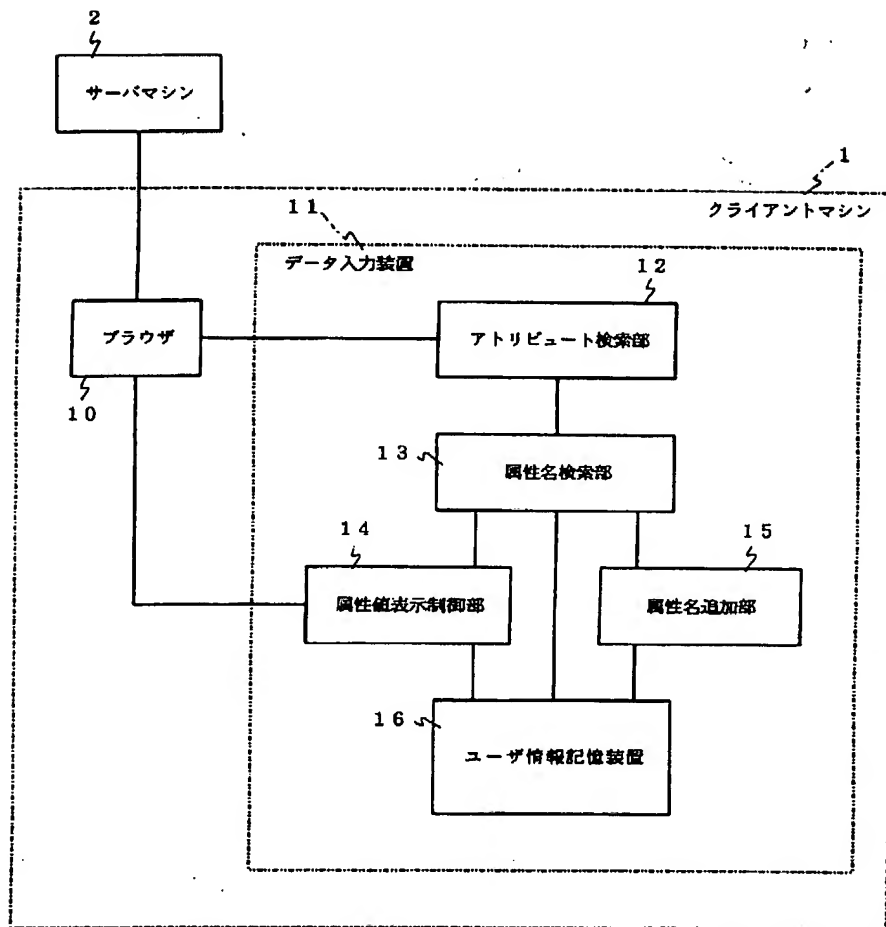 2
サーバマシン
1
クライアントマシン
11
データ入力装置
12
ブラウザ
アトリビュート検索部
10
13
属性名検索部
14
15
属性値表示制御部
属性名追加部
16
ユーザ情報記憶装置